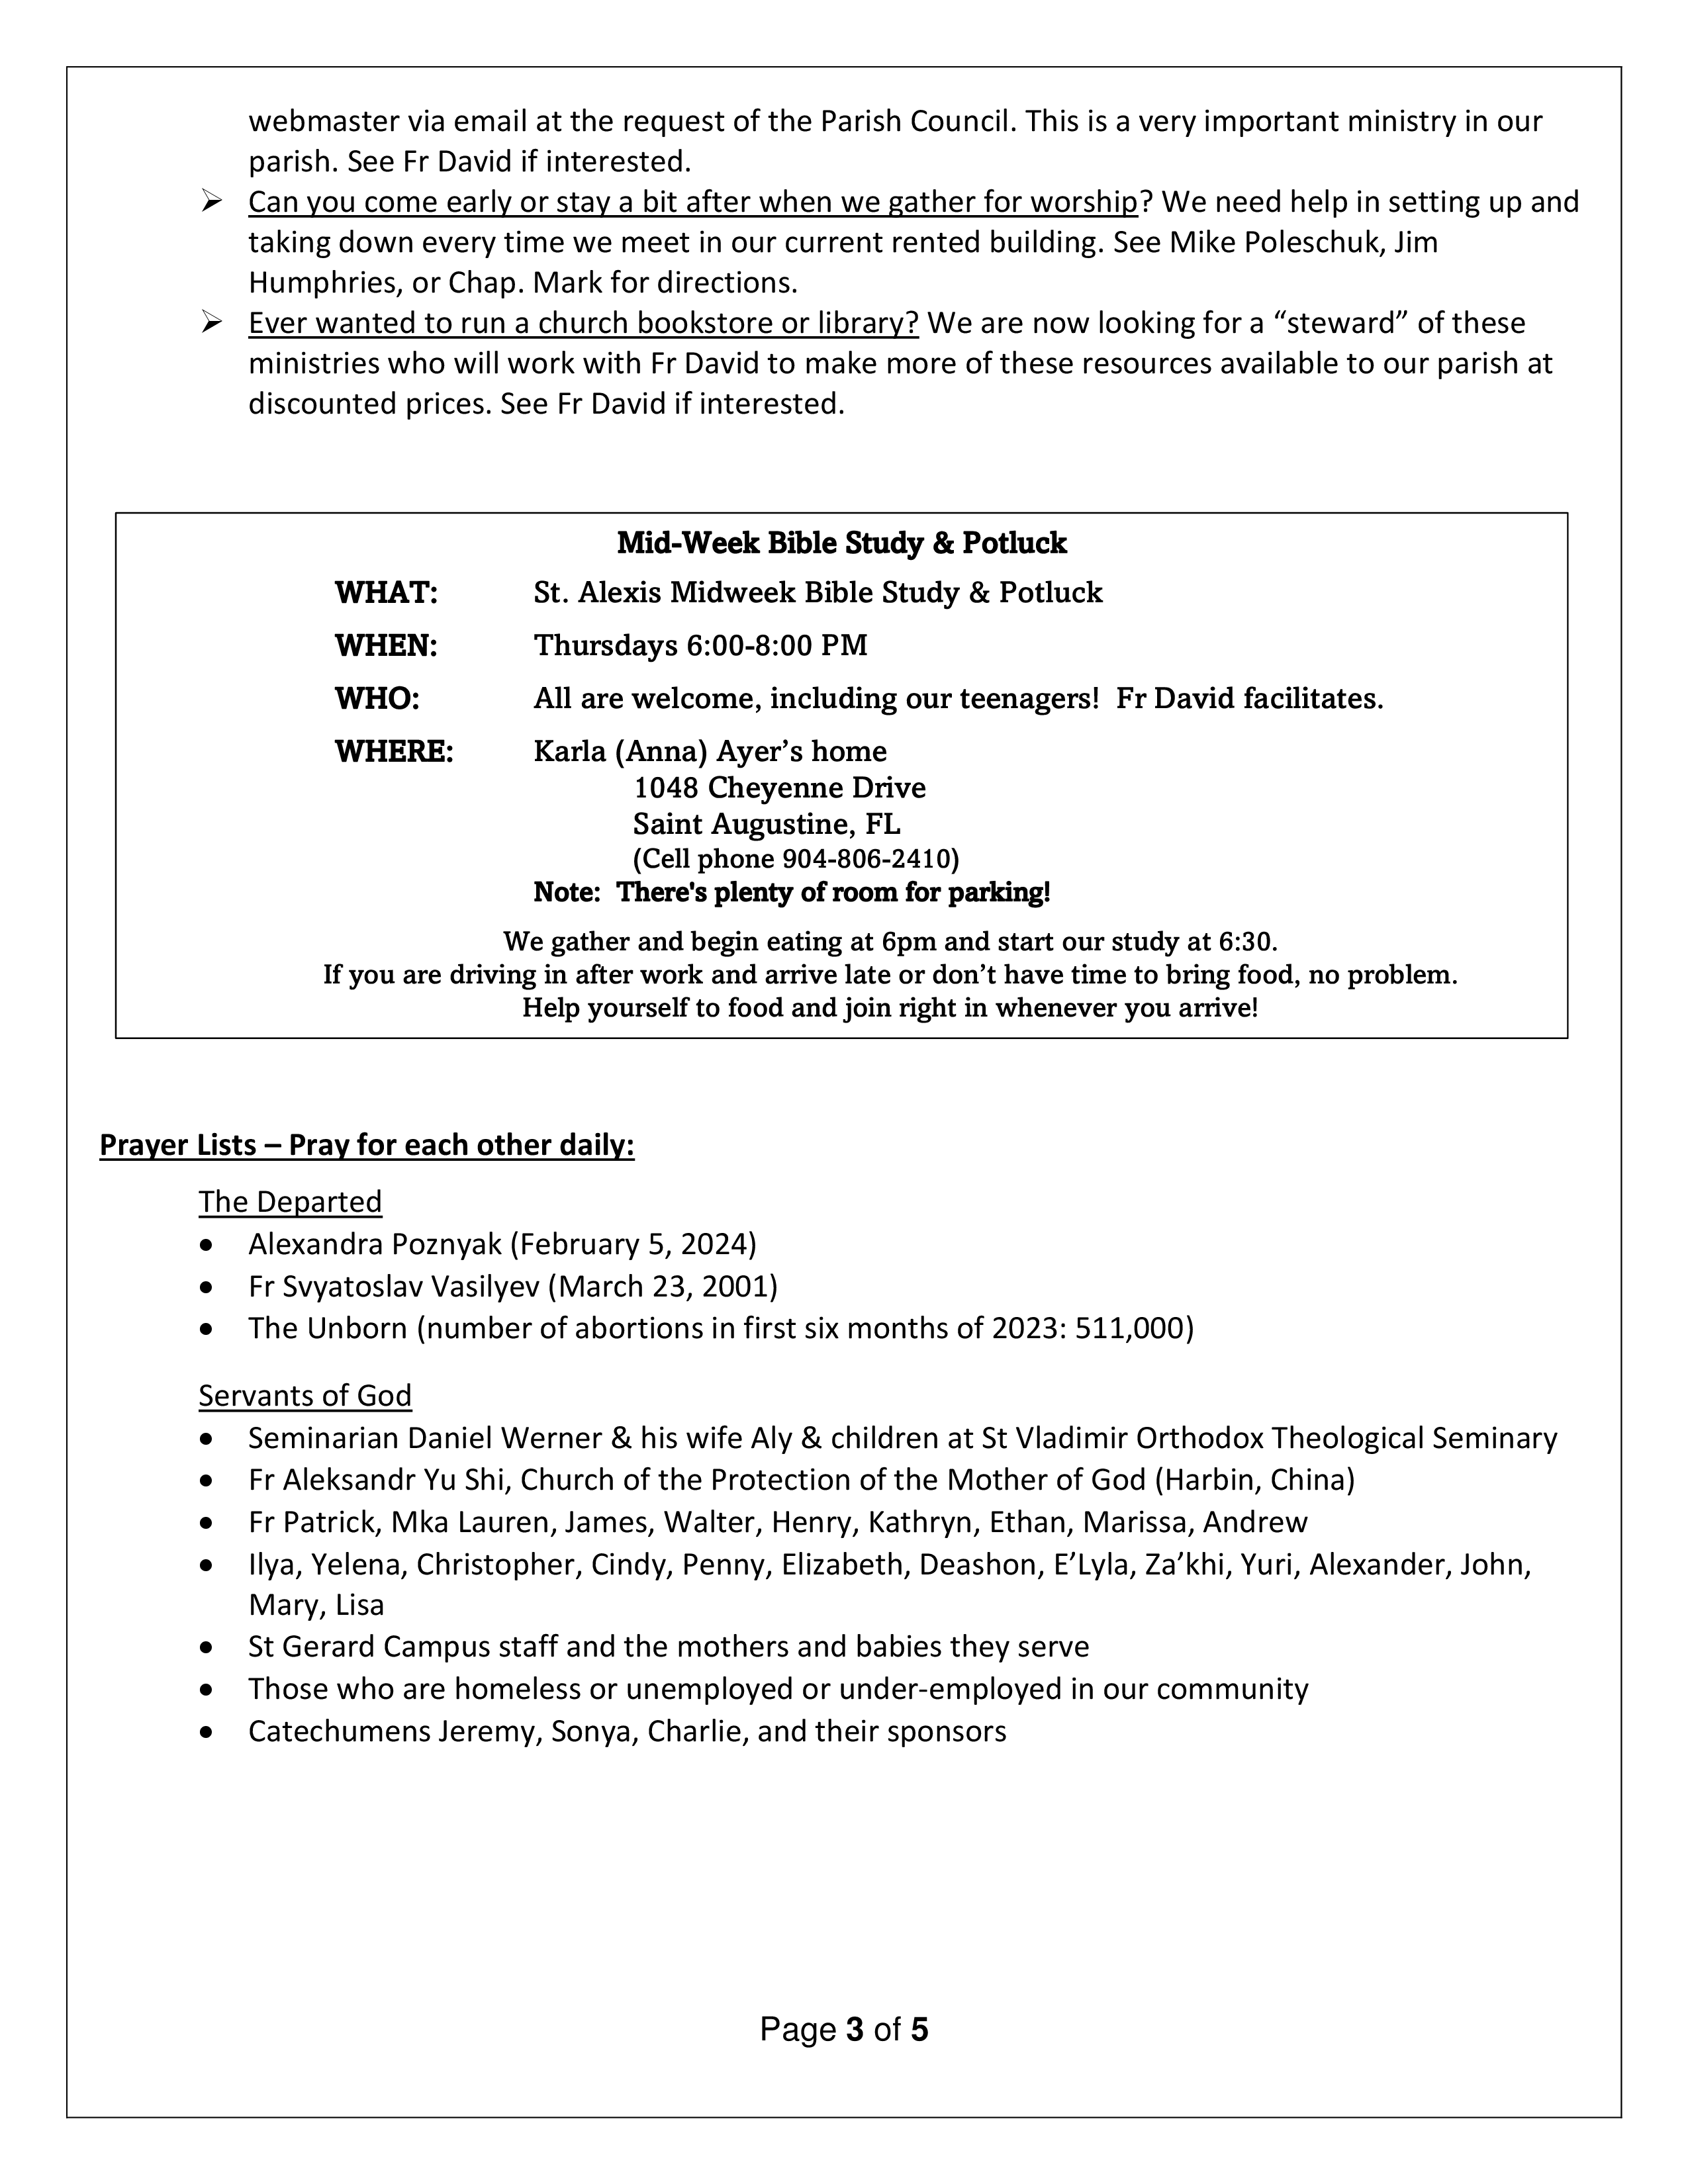 webmaster via email at the request of the Parish Council. This is a very important ministry in our
parish. See Fr David if interested.
➢ Can you come early or stay a bit after when we gather for worship? We need help in setting up and
taking down every time we meet in our current rented building. See Mike Poleschuk, Jim
Humphries, or Chap. Mark for directions.
➢ Ever wanted to run a church bookstore or library? We are now looking for a “steward” of these
ministries who will work with Fr David to make more of these resources available to our parish at
discounted prices. See Fr David if interested.
Mid-Week Bible Study & Potluck
WHAT: St. Alexis Midweek Bible Study & Potluck
WHEN: Thursdays 6:00-8:00 PM
WHO: All are welcome, including our teenagers!  Fr David facilitates.
WHERE: Karla (Anna) Ayer’s home
1048 Cheyenne Drive
Saint Augustine, FL
(Cell phone 904-806-2410)
Note:  There's plenty of room for parking!
We gather and begin eating at 6pm and start our study at 6:30.
If you are driving in after work and arrive late or don’t have time to bring food, no problem.
Help yourself to food and join right in whenever you arrive!
Prayer Lists – Pray for each other daily:
The Departed
• Alexandra Poznyak (February 5, 2024)
• Fr Svyatoslav Vasilyev (March 23, 2001)
• The Unborn (number of abortions in first six months of 2023: 511,000)
Servants of God
• Seminarian Daniel Werner & his wife Aly & children at St Vladimir Orthodox Theological Seminary
• Fr Aleksandr Yu Shi, Church of the Protection of the Mother of God (Harbin, China)
• Fr Patrick, Mka Lauren, James, Walter, Henry, Kathryn, Ethan, Marissa, Andrew
• Ilya, Yelena, Christopher, Cindy, Penny, Elizabeth, Deashon, E’Lyla, Za’khi, Yuri, Alexander, John,
Mary, Lisa
• St Gerard Campus staff and the mothers and babies they serve
• Those who are homeless or unemployed or under-employed in our community
• Catechumens Jeremy, Sonya, Charlie, and their sponsors
Page 3 of 5